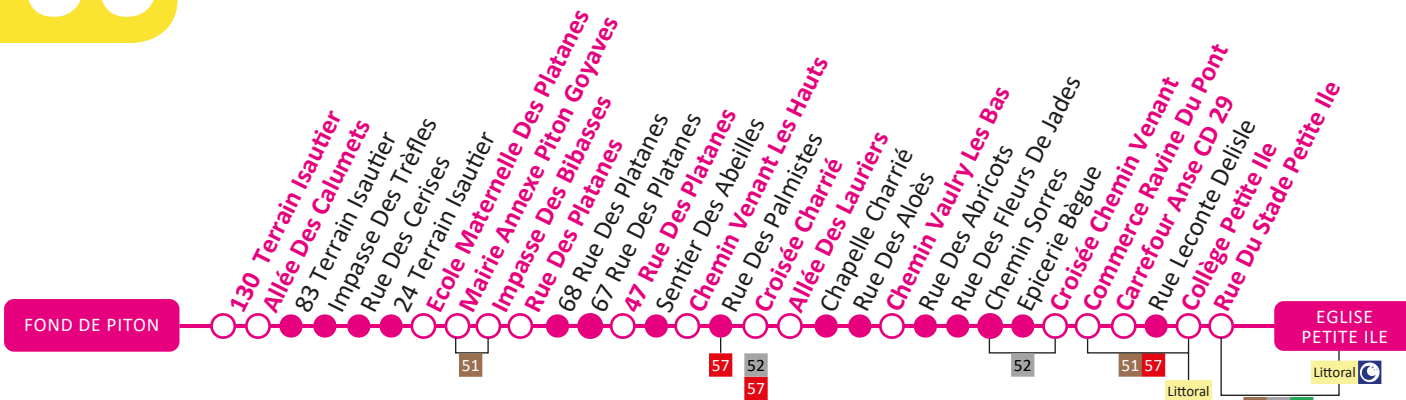 FOND DE PITON
130 Terrain Isautier
Allée Des Calumets
83 Terrain Isautier
Impasse Des Trèfles
Rue Des Cerises
24 Terrain Isautier
Ecole Maternelle Des Platanes
Mairie Annexe Piton Goyaves
Impasse Des Bibasses
Rue Des Platanes
68 Rue Des Platanes
67 Rue Des Platanes
47 Rue Des Platanes
Sentier Des Abeilles
Chemin Venant Les Hauts
Rue Des Palmistes
Croisée Charrié
Allée Des Lauriers
Chapelle Charrié
Rue Des Aloès
Chemin Vaulry Les Bas
Rue Des Abricots
Rue Des Fleurs De Jades
Chemin Sorres
Epicerie Bègue
Croisée Chemin Venant
Commerce Ravine Du Pont
Carrefour Anse CD 29
Rue Leconte Delisle
Collège Petite Ile
Rue Du Stade Petite Ile
EGLISE
PETITE ILE
51
57
52
57
52
51 57
Littoral
Littoral